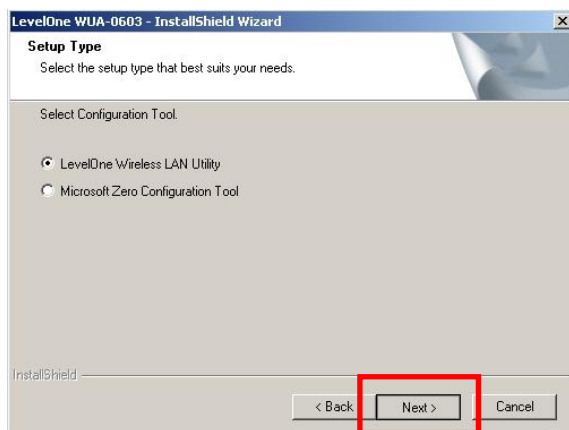 LevelOne WUA-0603 - InstallShield Wizard
Setup Type
Select the setup type that best suits your needs.
Select Configuration Tool.
LevelOne Wireless LAN Utility
Microsoft Zero Configuration Tool
InstallShield
< Back
Next >
Cancel